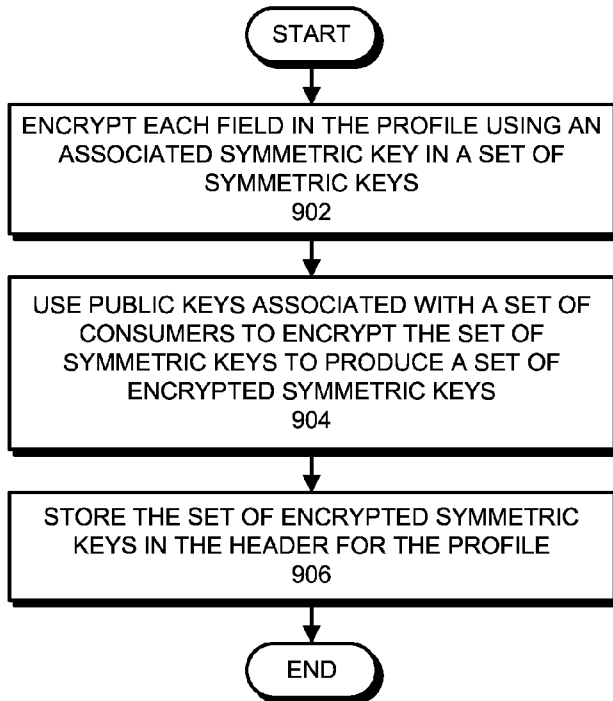 START
ENCRYPT EACH FIELD IN THE PROFILE USING AN
ASSOCIATED SYMMETRIC KEY IN A SET OF
SYMMETRIC KEYS
902
USE PUBLIC KEYS ASSOCIATED WITH A SET OF
CONSUMERS TO ENCRYPT THE SET OF
SYMMETRIC KEYS TO PRODUCE A SET OF
ENCRYPTED SYMMETRIC KEYS
904
STORE THE SET OF ENCRYPTED SYMMETRIC
KEYS IN THE HEADER FOR THE PROFILE
906
END